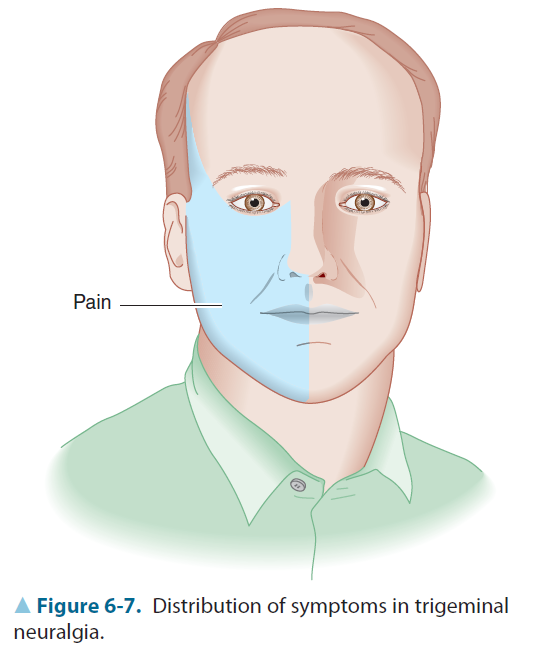 Pain
▲ Figure 6-7. Distribution of symptoms in trigeminal
neuralgia.